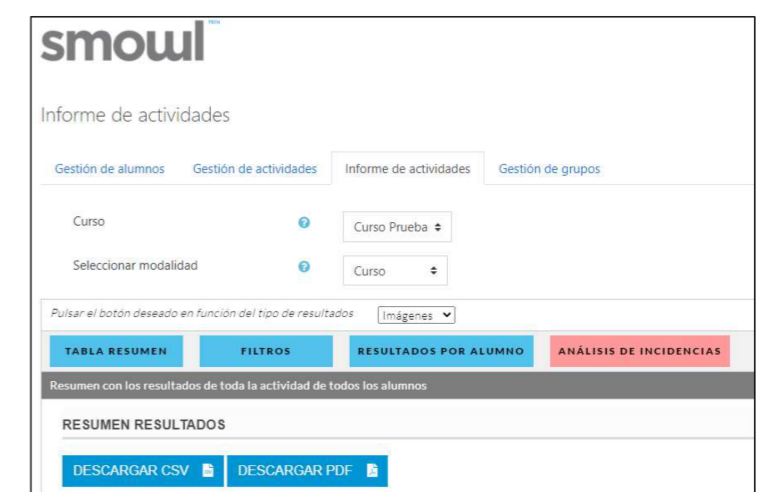 smowl
Informe de actividades
Gestión de alumnos Gestión de actividades Informe de actividades Gestión de grupos
Curso Curso Prueba
Seleccionar modalidad Curso
Pulsar el botón deseado en función del tipo de resultados Imágenes
TABLA RESUMEN FILTROS RESULTADOS POR ALUMNO ANÁLISIS DE INCIDENCIAS
Resumen con los resultados de toda la actividad de todos los alumnos
RESUMEN RESULTADOS
DESCARGAR CSV DESCARGAR PDF